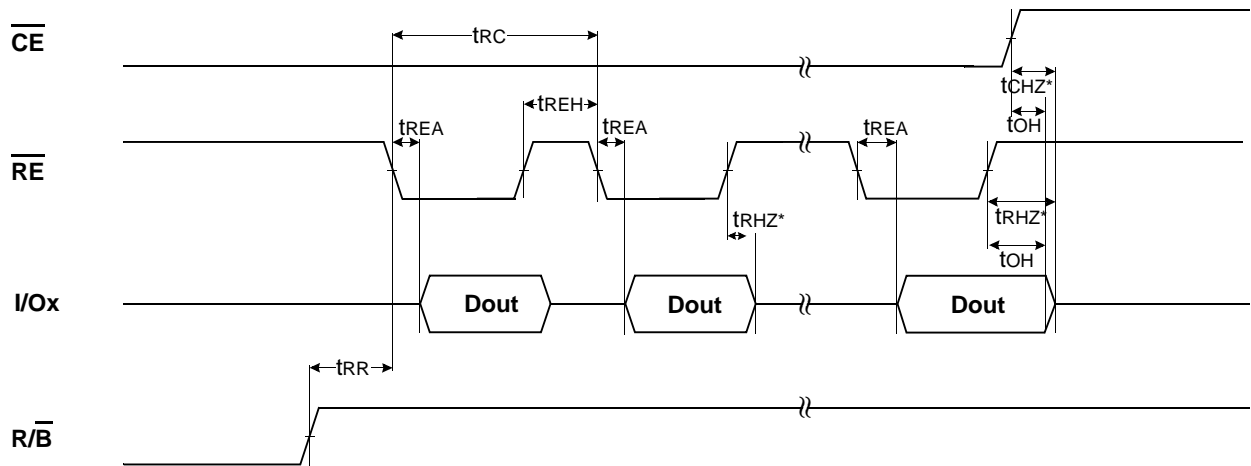 CE
tRC
tCHZ*
tREH
tREA
tREA
tREA
tOH
RE
tRHZ*
tRHZ*
tOH
I/Ox
Dout
Dout
Dout
tRR
R/B